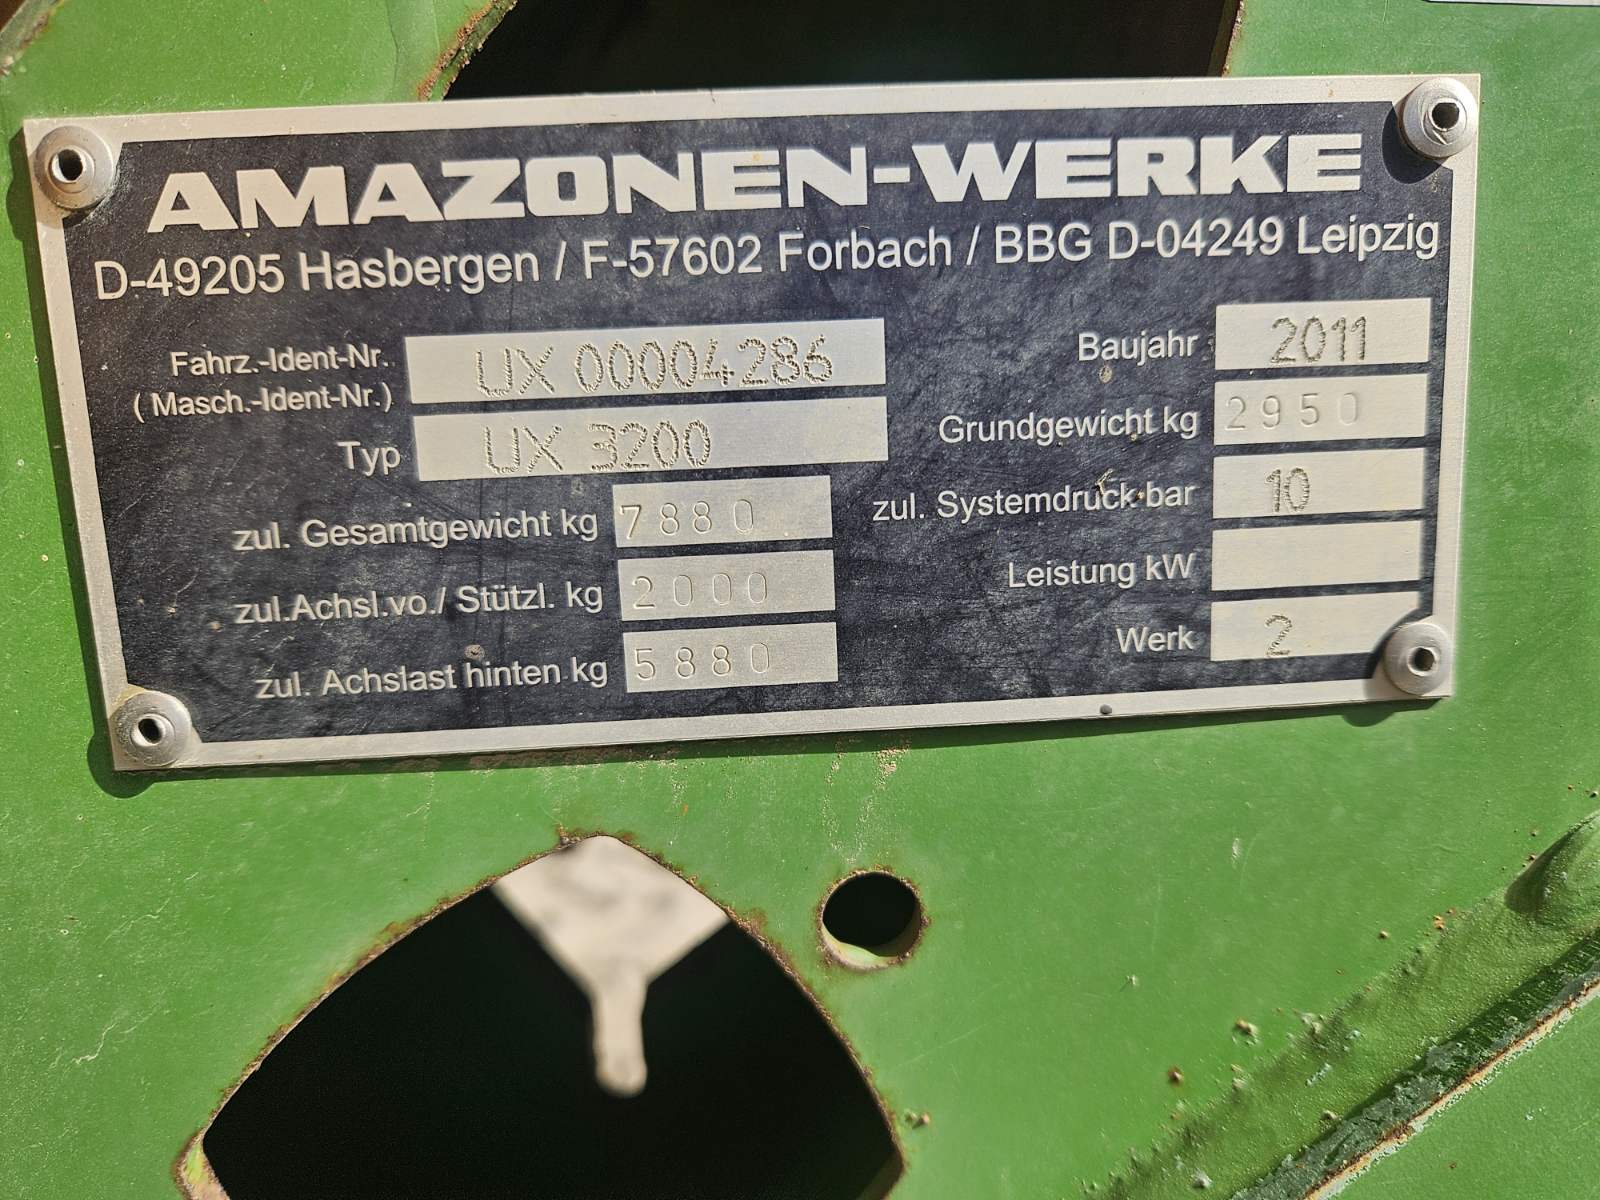 AMAZONEN-WERKE
D-49205 Hasbergen / F-57602 Forbach / BBG D-04249 Leipzig
Fahrz.-Ident-Nr. UX 00004286
(Masch.-Ident-Nr.)
Typ UX 3200
zul. Gesamtgewicht kg 7880
zul.Achsl.vo./ Stützl. kg 2000
zul. Achslast hinten kg 5880
Baujahr 2011
Grundgewicht kg 2950
zul. Systemdruck bar 10
Leistung kW
Werk 2